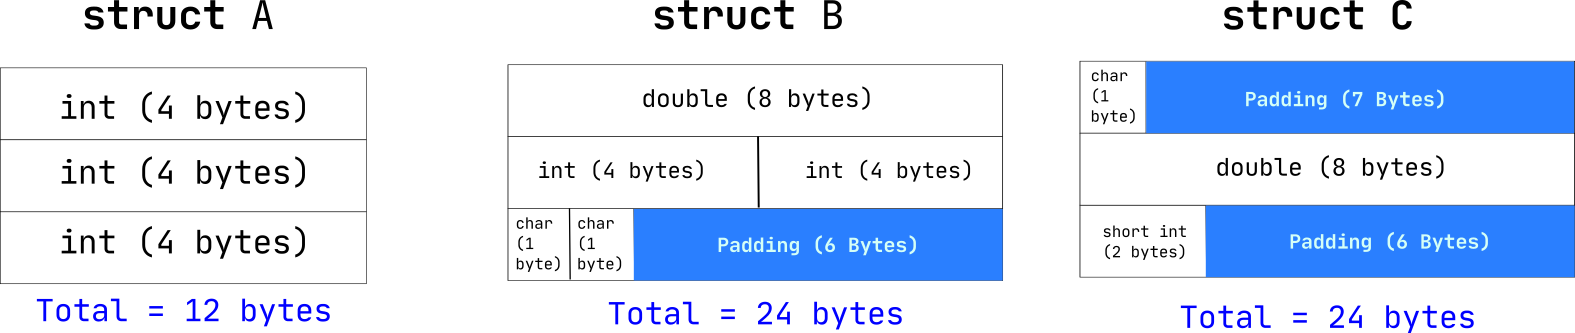 struct A
int (4 bytes)
int (4 bytes)
int (4 bytes)
Total = 12 bytes
struct B
double (8 bytes)
int (4 bytes)
int (4 bytes)
char
(1
byte)
char
(1
byte)
Padding (6 Bytes)
Total = 24 bytes
struct C
char
(1
byte)
Padding (7 Bytes)
double (8 bytes)
short int
(2 bytes)
Padding (6 Bytes)
Total = 24 bytes